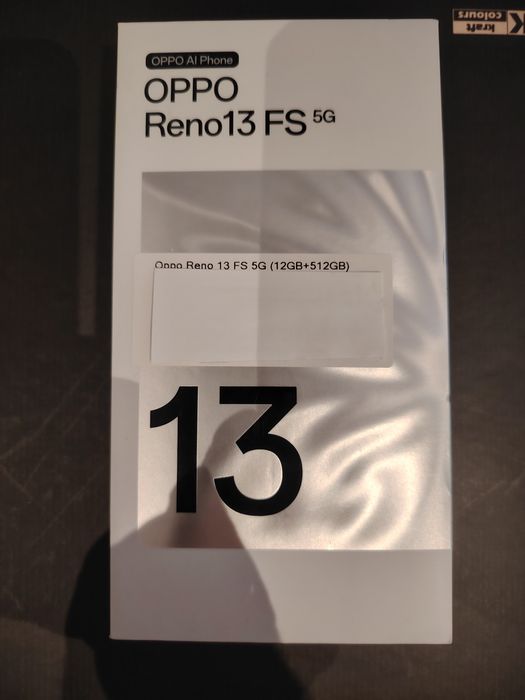 OPPO AI Phone
OPPO
Reno13 FS 5G
Oppo Reno 13 FS 5G (12GB+512GB)
13
kraft
colours
K